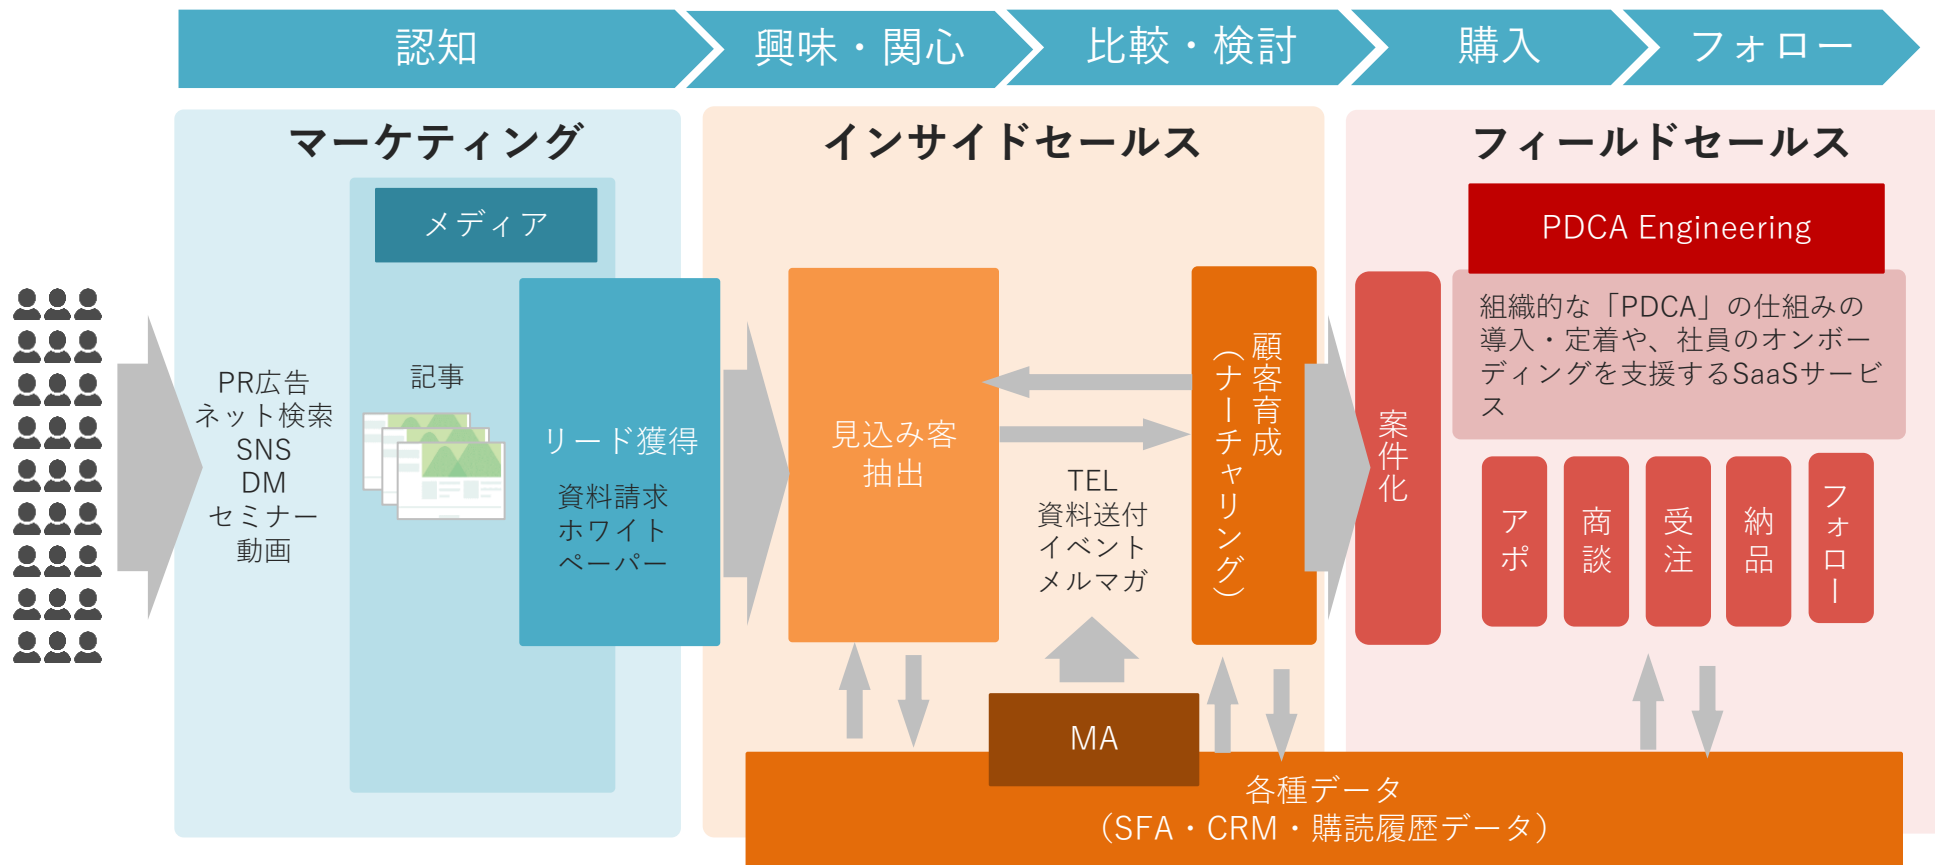 認知
興味・関心
比較・検討
購入
フォロー
マーケティング
メディア
PR広告
ネット検索
SNS
DM
セミナー
動画
記事
リード獲得
資料請求
ホワイト
ペーパー
インサイドセールス
見込み客
抽出
TEL
資料送付
イベント
メルマガ
顧客育成
（ナーチャリング）
MA
フィールドセールス
案件化
PDCA Engineering
組織的な「PDCA」の仕組みの
導入・定着や、社員のオンボー
ディングを支援するSaaSサービ
ス
アポ
商談
受注
納品
フォロー
各種データ
（SFA・CRM・購読履歴データ）